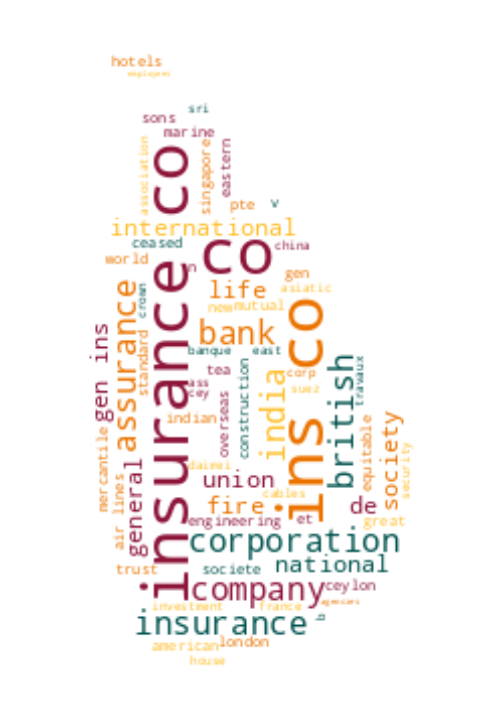 hotels
employees
sri
sons
marine
association
singapore
eastern
insurance co
pte
v
international
ceased
co
china
world
n
gen
crown
life
asiatic
assurance
new
mutual
ins co
gen ins
standard
bank
banque
east
british
travaux
tea
construction
india
corp
ass
cey
suez
overseas
indian
society
equitable
security
mercantile
general
daimei
union
air lines
cables
fire
de
engineering
et
great
corporation
trust
societe
national
company
ceylon
agencies
investment
france
insurance
american
london
house